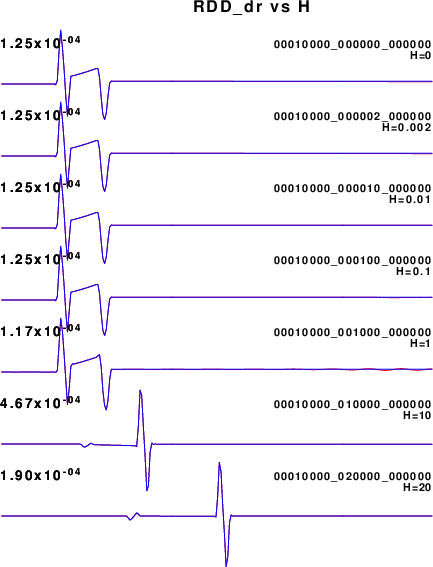 RDD_dr vs H
1.25x10-04 00010000_000000_000000
H=0
1.25x10-04 00010000_000002_000000
H=0.002
1.25x10-04 00010000_000010_000000
H=0.01
1.25x10-04 00010000_000100_000000
H=0.1
1.17x10-04 00010000_001000_000000
H=1
4.67x10-04 00010000_010000_000000
H=10
1.90x10-04 00010000_020000_000000
H=20